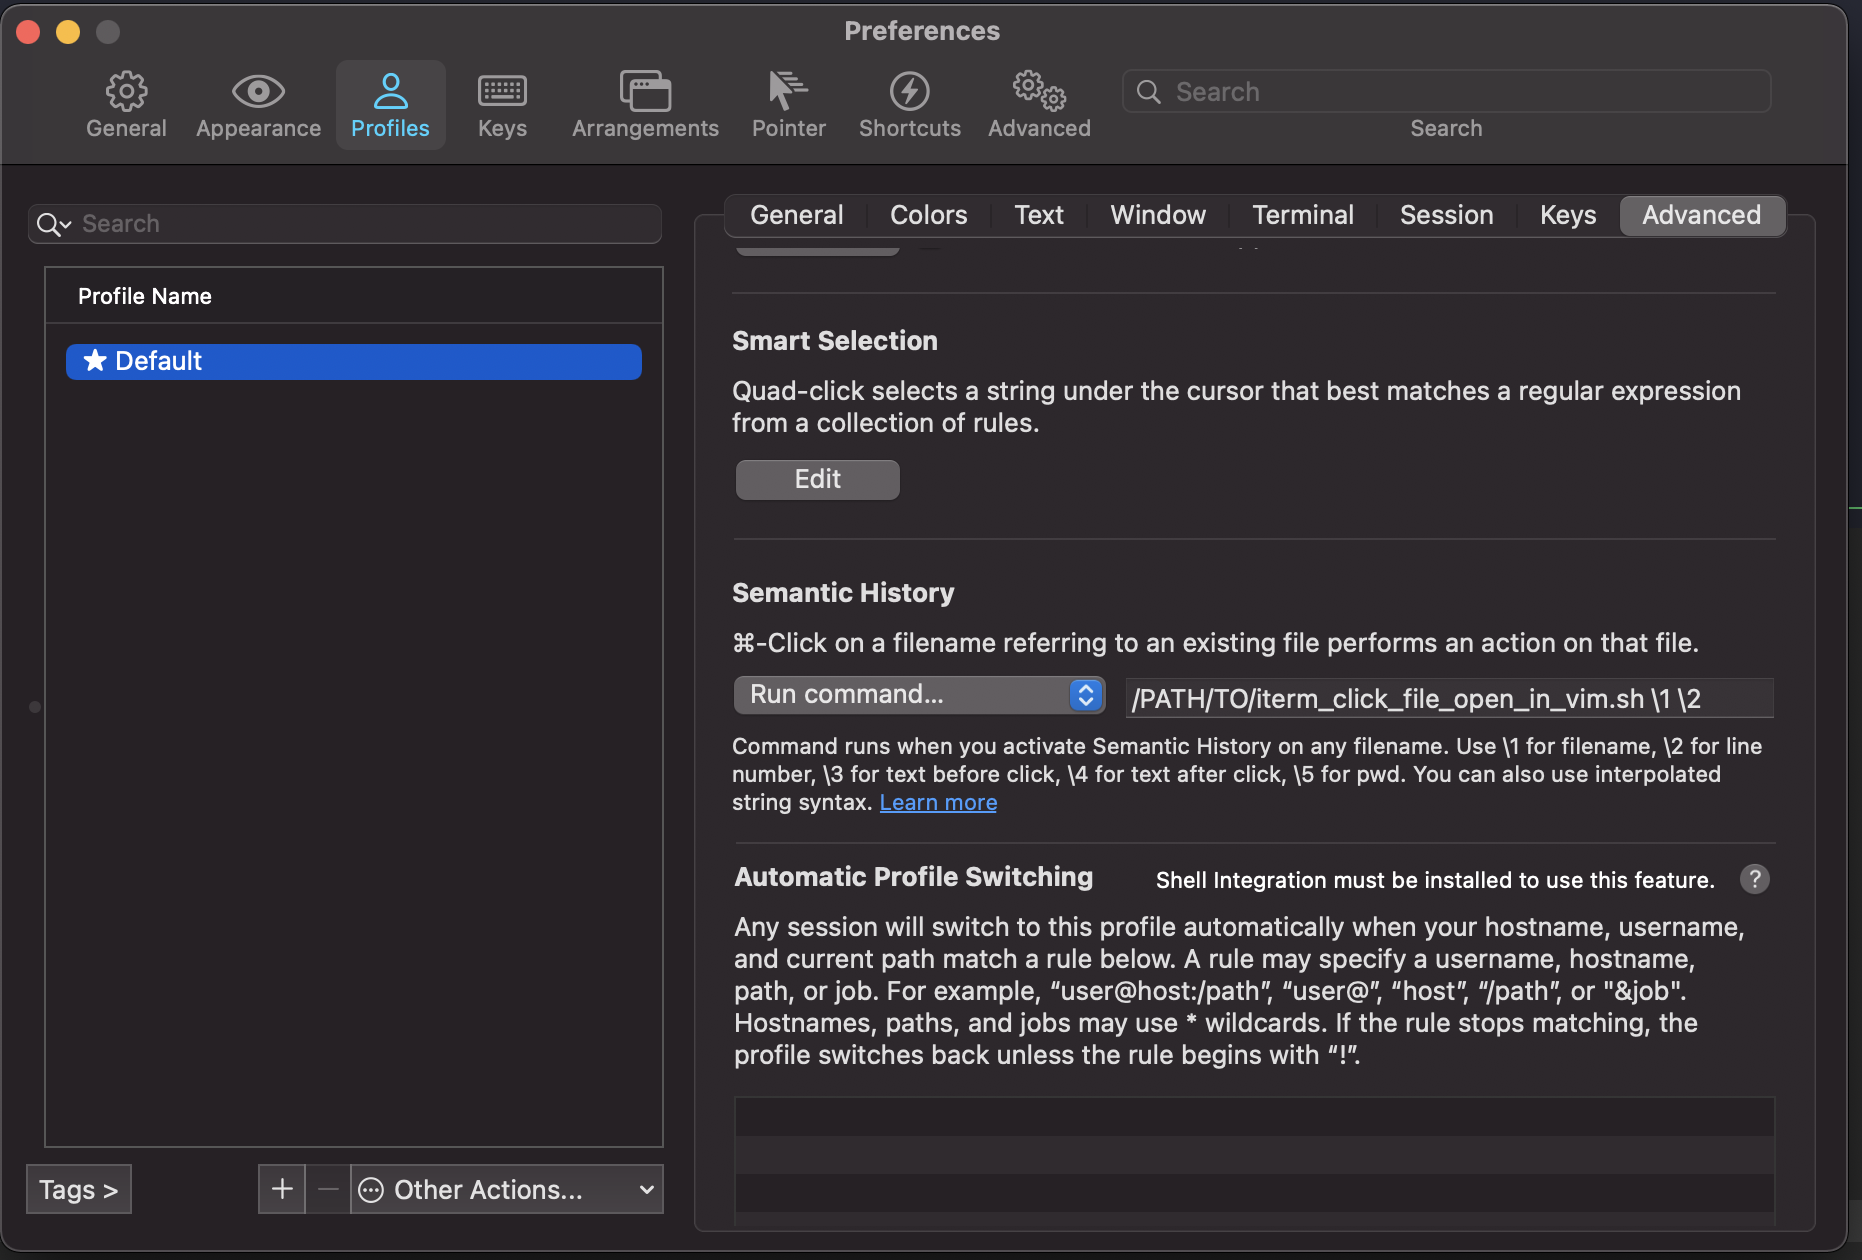 Preferences
General
Appearance
Profiles
Keys
Arrangements
Pointer
Shortcuts
Advanced
Search
Search
Search
Profile Name
Default
Tags >
Other Actions...
General
Colors
Text
Window
Terminal
Session
Keys
Advanced
Smart Selection
Quad-click selects a string under the cursor that best matches a regular expression
from a collection of rules.
Edit
Semantic History
⌘-Click on a filename referring to an existing file performs an action on that file.
Run command...
/PATH/TO/iterm_click_file_open_in_vim.sh \1 \2
Command runs when you activate Semantic History on any filename. Use \1 for filename, \2 for line
number, \3 for text before click, \4 for text after click, \5 for pwd. You can also use interpolated
string syntax. Learn more
Automatic Profile Switching
Shell Integration must be installed to use this feature.
?
Any session will switch to this profile automatically when your hostname, username,
and current path match a rule below. A rule may specify a username, hostname,
path, or job. For example, “user@host:/path”, “user@”, “host”, “/path”, or "&job".
Hostnames, paths, and jobs may use * wildcards. If the rule stops matching, the
profile switches back unless the rule begins with “!”.